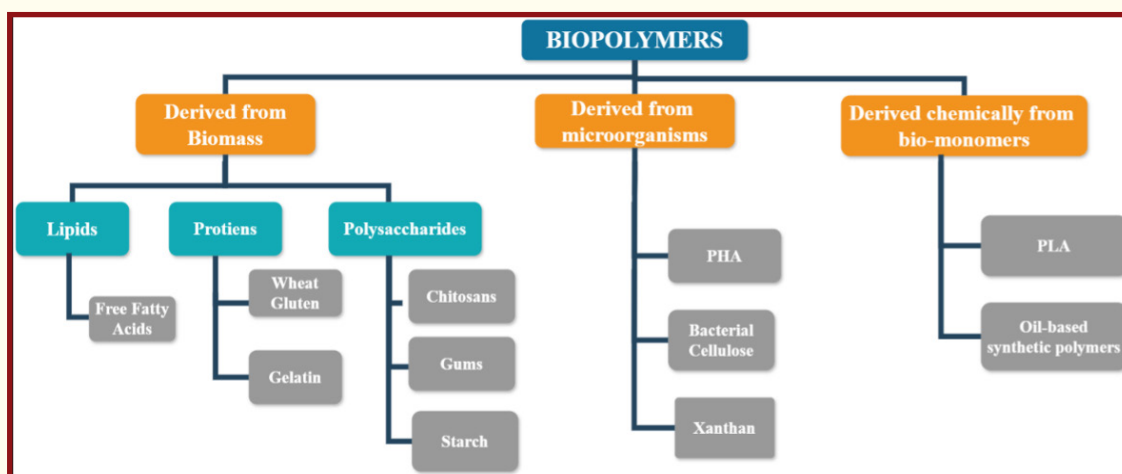 BIOPOLYMERS
Derived from
Biomass
Derived from
microorganisms
Derived chemically from
bio-monomers
Lipids
Protiens
Polysaccharides
Free Fatty
Acids
Wheat
Gluten
Gelatin
Chitosans
Gums
Starch
PHA
Bacterial
Cellulose
Xanthan
PLA
Oil-based
synthetic polymers